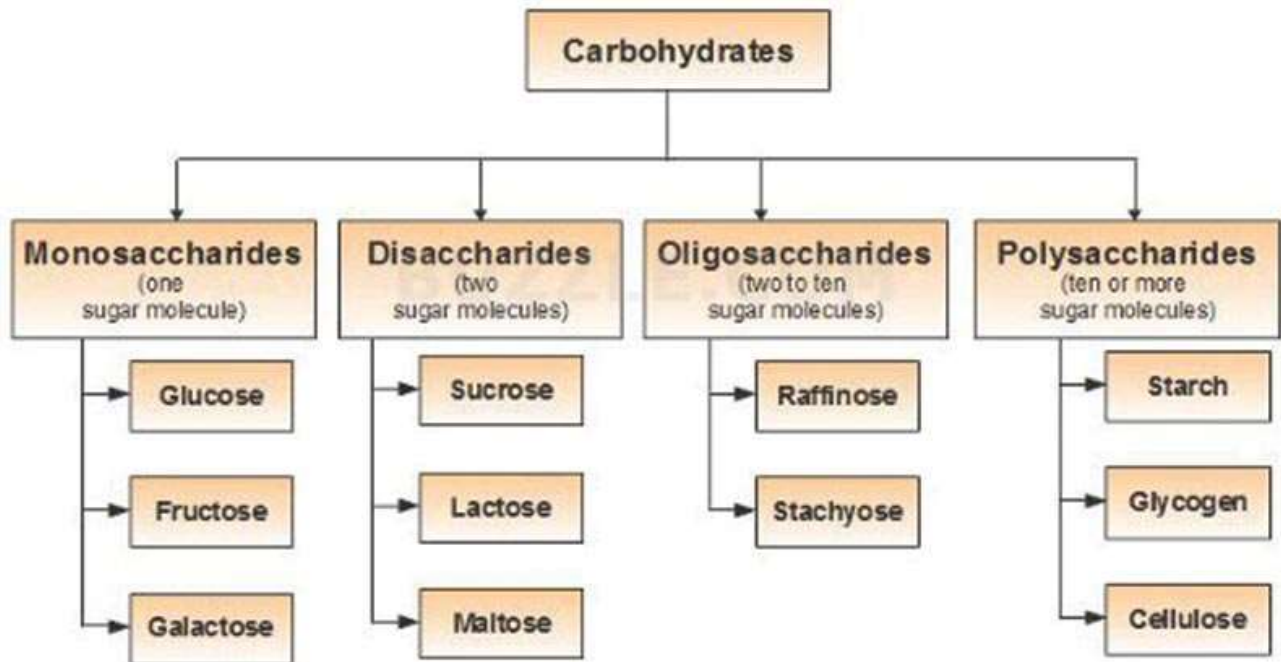 Carbohydrates
Monosaccharides
(one
sugar molecule)
Disaccharides
(two
sugar molecules)
Oligosaccharides
(two to ten
sugar molecules)
Polysaccharides
(ten or more
sugar molecules)
Glucose
Fructose
Galactose
Sucrose
Lactose
Maltose
Raffinose
Stachyose
Starch
Glycogen
Cellulose